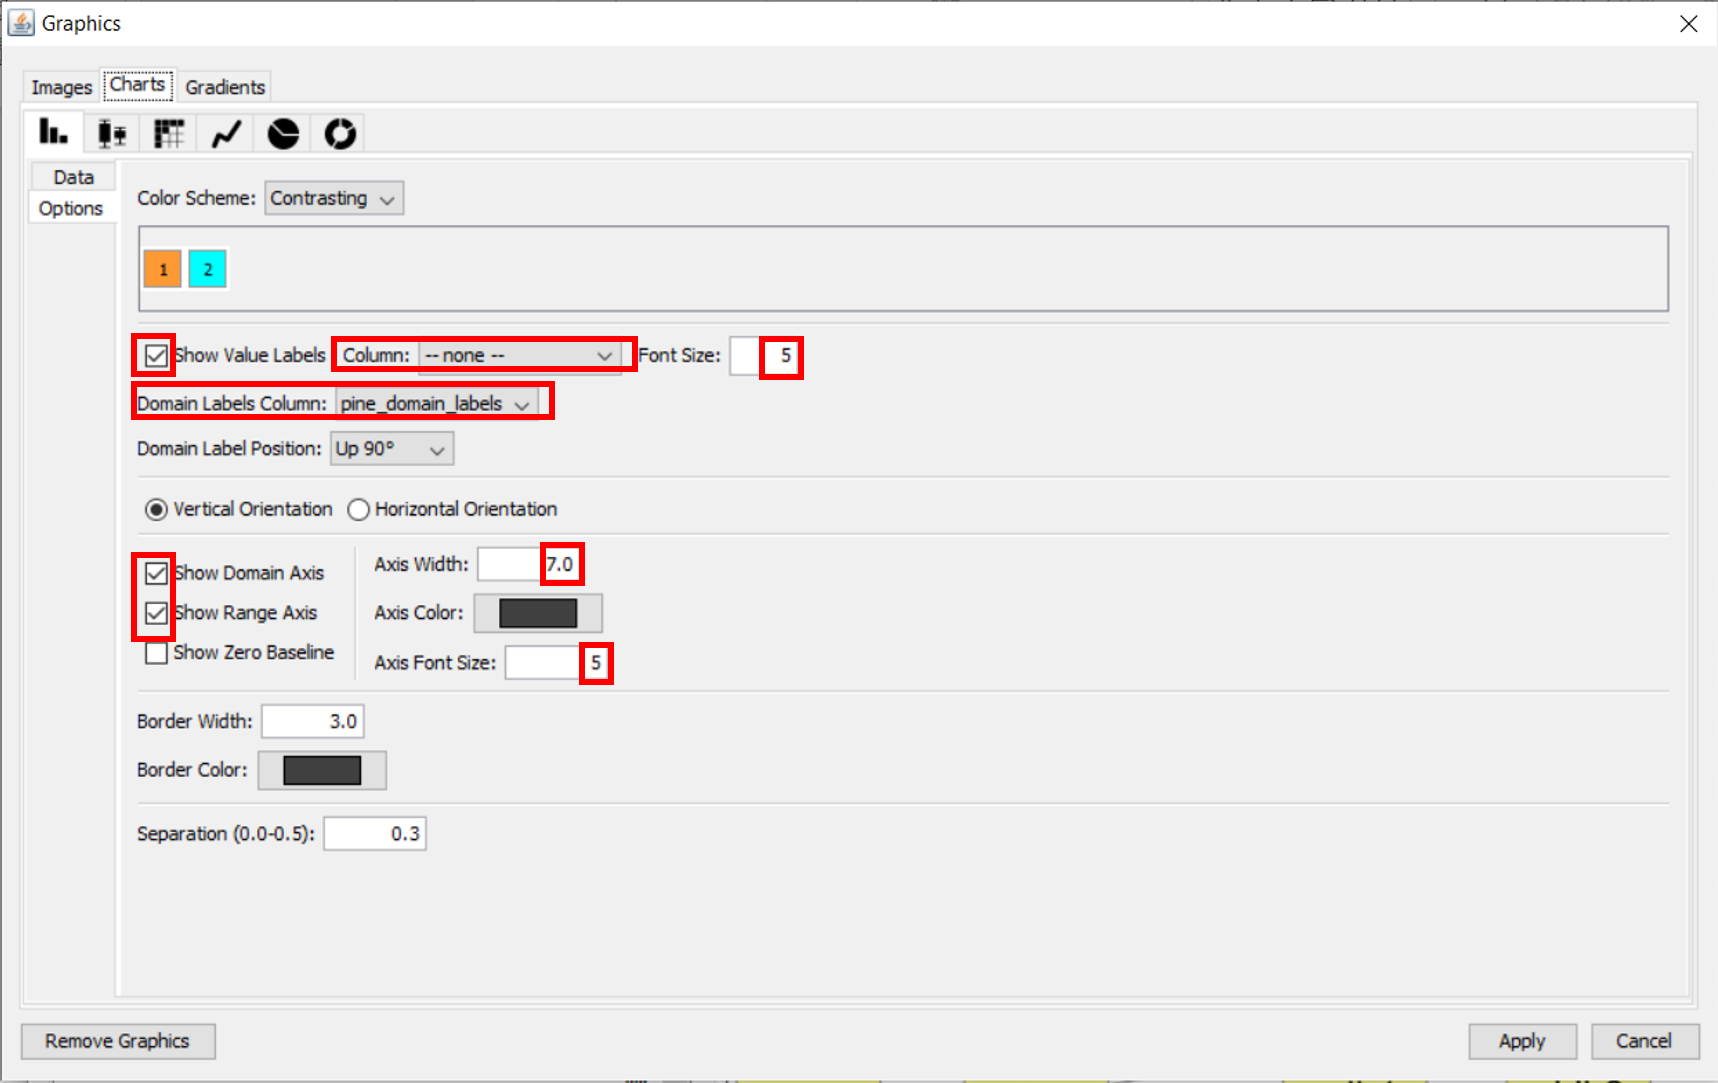 Graphics
Images Charts Gradients
Data
Options
Color Scheme: Contrasting
1 2
Show Value Labels Column: -- none -- Font Size: 5
Domain Labels Column: pine_domain_labels
Domain Label Position: Up 90°
Vertical Orientation Horizontal Orientation
Show Domain Axis Axis Width: 7.0
Show Range Axis Axis Color:
Show Zero Baseline Axis Font Size: 5
Border Width: 3.0
Border Color:
Separation (0.0-0.5): 0.3
Remove Graphics Apply Cancel